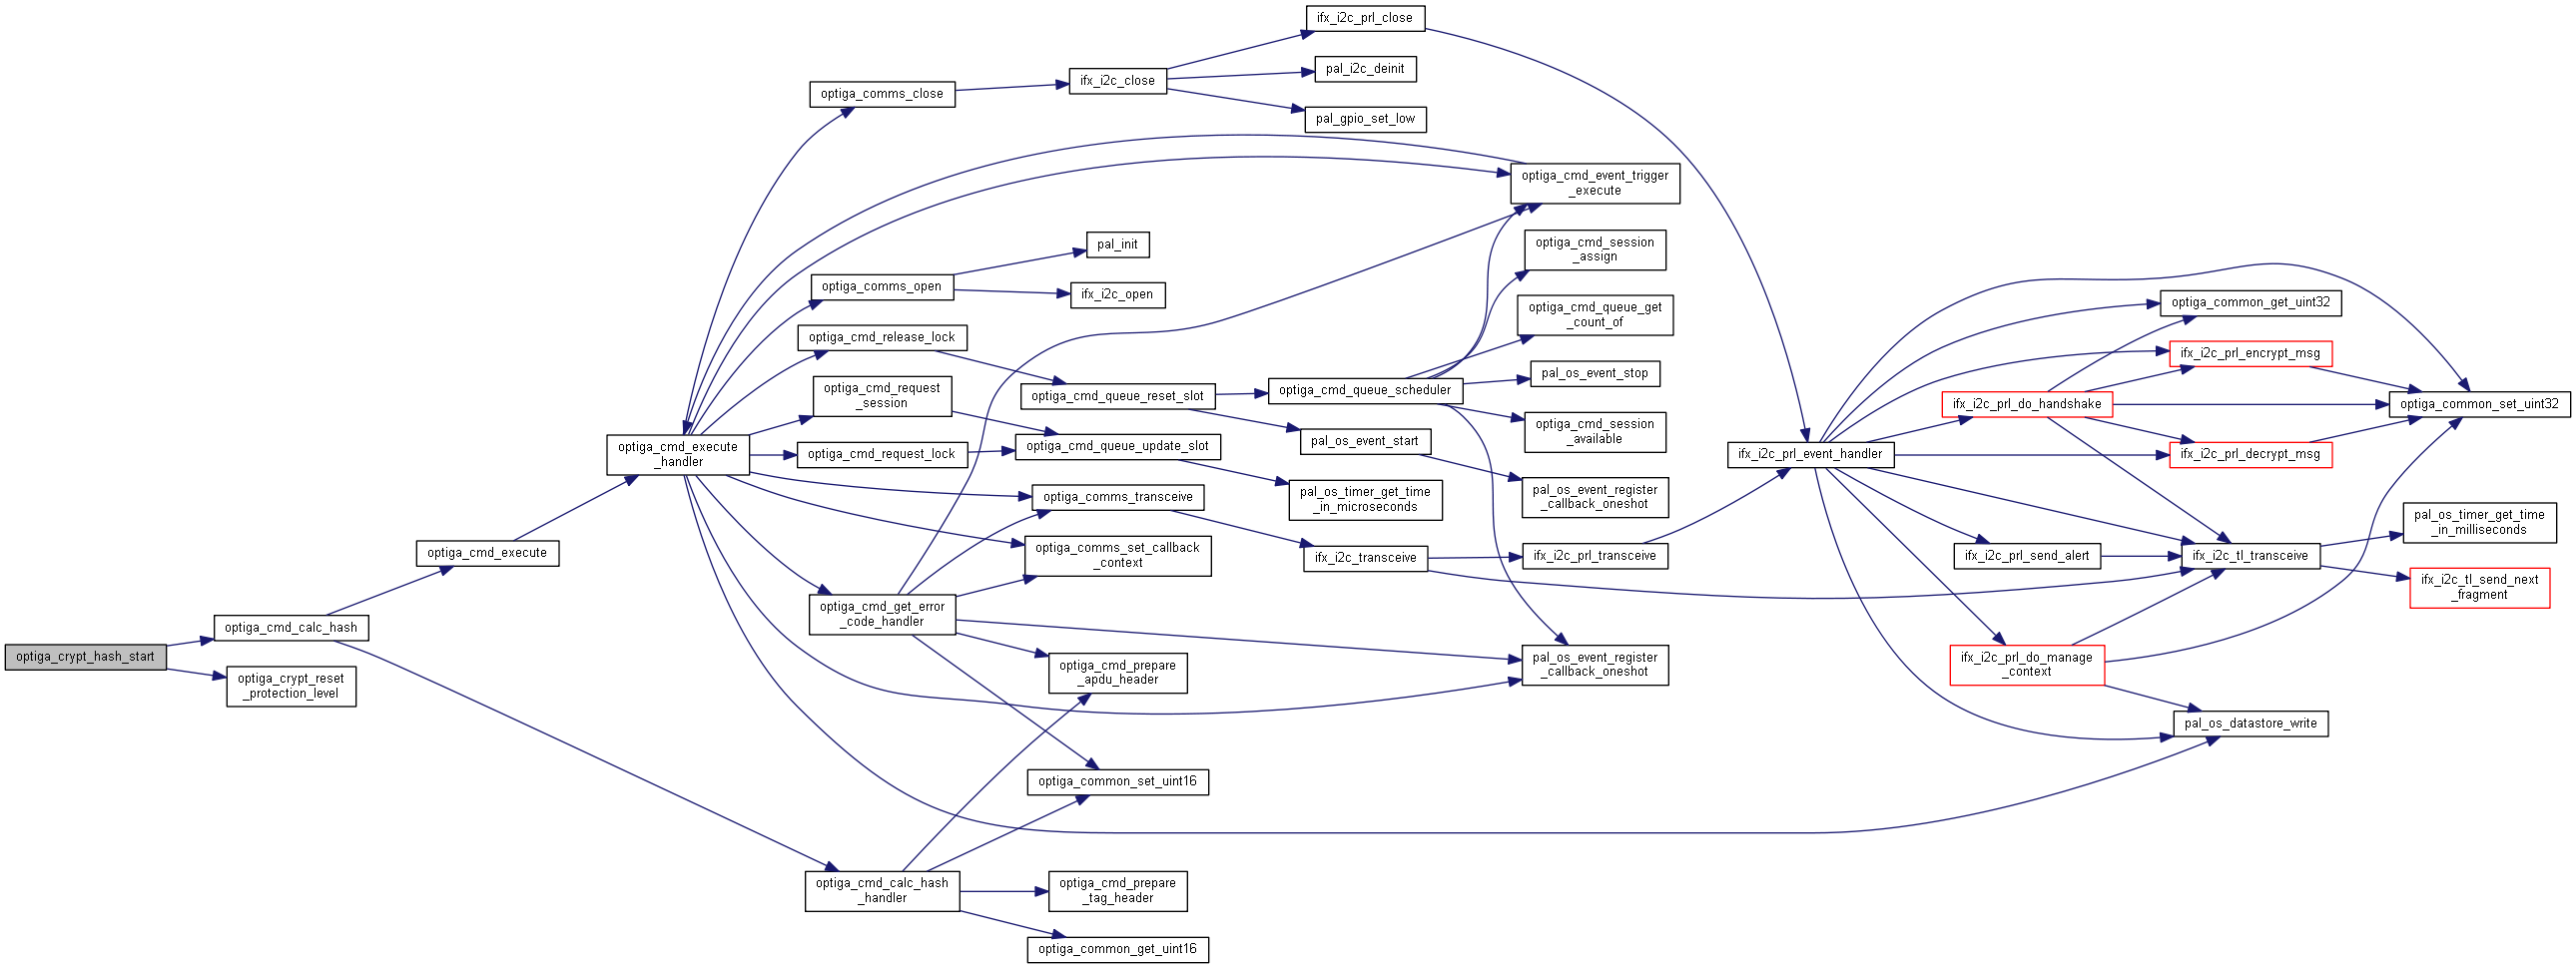 optiga_crypt_hash_start
optiga_cmd_calc_hash
optiga_crypt_reset
_protection_level
optiga_cmd_execute
optiga_cmd_execute
_handler
optiga_comms_close
optiga_comms_open
optiga_cmd_release_lock
optiga_cmd_request
_session
optiga_cmd_request_lock
optiga_cmd_get_error
_code_handler
optiga_cmd_calc_hash
_handler
ifx_i2c_close
pal_init
ifx_i2c_open
optiga_cmd_queue_reset_slot
optiga_cmd_queue_update_slot
optiga_comms_transceive
optiga_comms_set_callback
_context
optiga_cmd_prepare
_apdu_header
optiga_common_set_uint16
optiga_cmd_prepare
_tag_header
optiga_common_get_uint16
ifx_i2c_prl_close
pal_i2c_deinit
pal_gpio_set_low
optiga_cmd_queue_scheduler
pal_os_event_start
pal_os_timer_get_time
_in_microseconds
ifx_i2c_transceive
optiga_cmd_event_trigger
_execute
optiga_cmd_session
_assign
optiga_cmd_queue_get
_count_of
pal_os_event_stop
optiga_cmd_session
_available
pal_os_event_register
_callback_oneshot
ifx_i2c_prl_transceive
pal_os_event_register
_callback_oneshot
ifx_i2c_prl_event_handler
ifx_i2c_prl_do_handshake
ifx_i2c_prl_send_alert
ifx_i2c_prl_do_manage
_context
optiga_common_get_uint32
ifx_i2c_prl_encrypt_msg
ifx_i2c_prl_decrypt_msg
ifx_i2c_tl_transceive
pal_os_datastore_write
optiga_common_set_uint32
pal_os_timer_get_time
_in_milliseconds
ifx_i2c_tl_send_next
_fragment